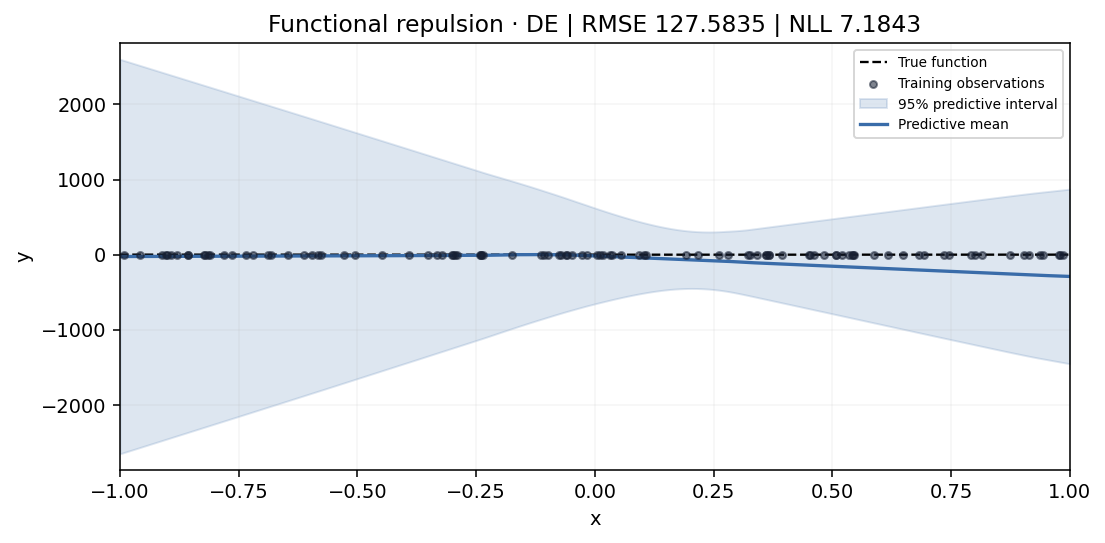 Functional repulsion · DE | RMSE 127.5835 | NLL 7.1843
True function
Training observations
95% predictive interval
Predictive mean
2000
1000
0
−1000
−2000
y
−1.00 −0.75 −0.50 −0.25 0.00 0.25 0.50 0.75 1.00
x